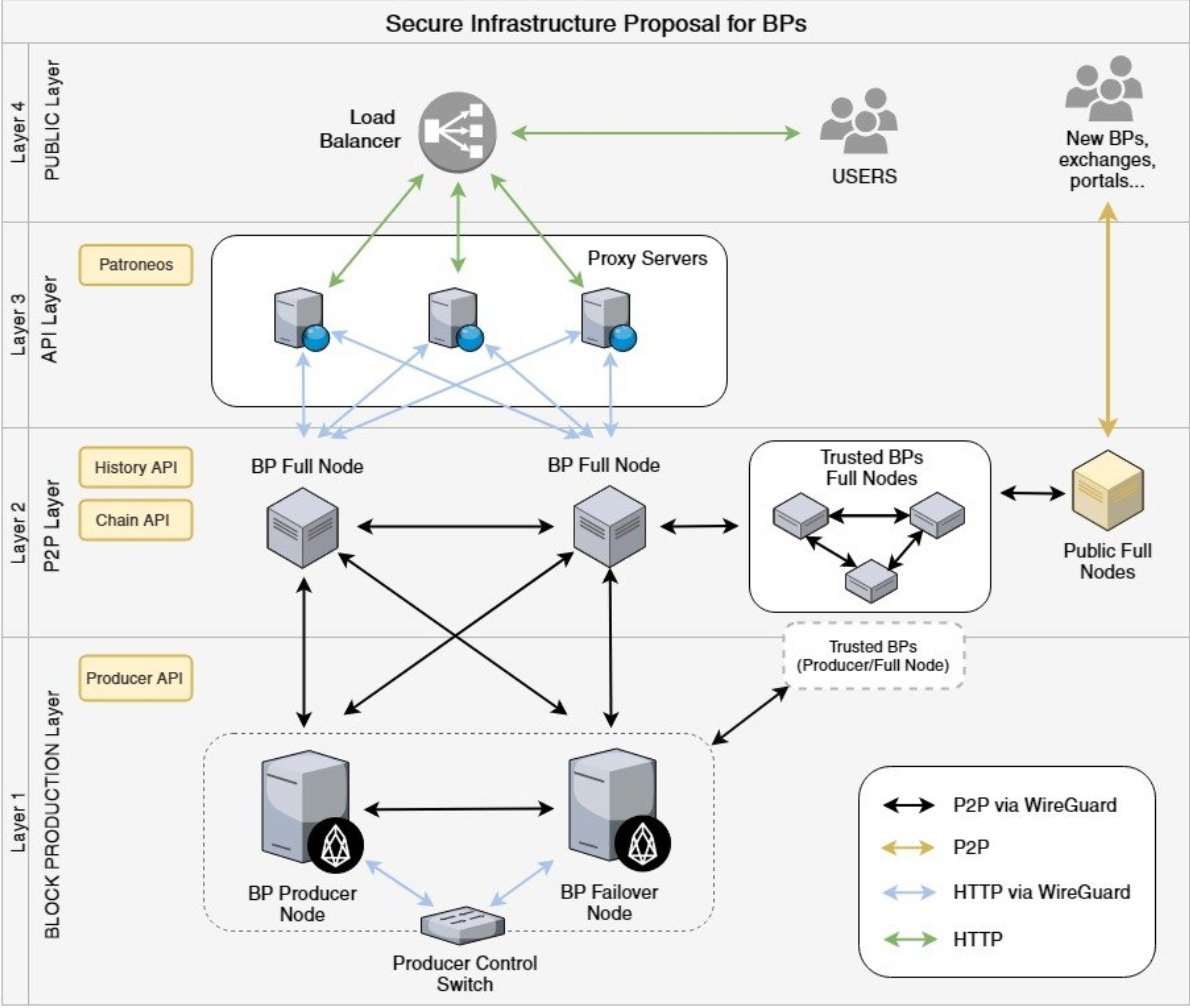 Secure Infrastructure Proposal for BPs
Layer 4
PUBLIC Layer
Load
Balancer
USERS
New BPs,
exchanges,
portals...
Layer 3
API Layer
Patroneos
Proxy Servers
Layer 2
P2P Layer
History API
Chain API
BP Full Node
BP Full Node
Trusted BPs
Full Nodes
Public Full
Nodes
Layer 1
BLOCK PRODUCTION Layer
Producer API
Trusted BPs
(Producer/Full Node)
BP Producer
Node
BP Failover
Node
Producer Control
Switch
P2P via WireGuard
P2P
HTTP via WireGuard
HTTP